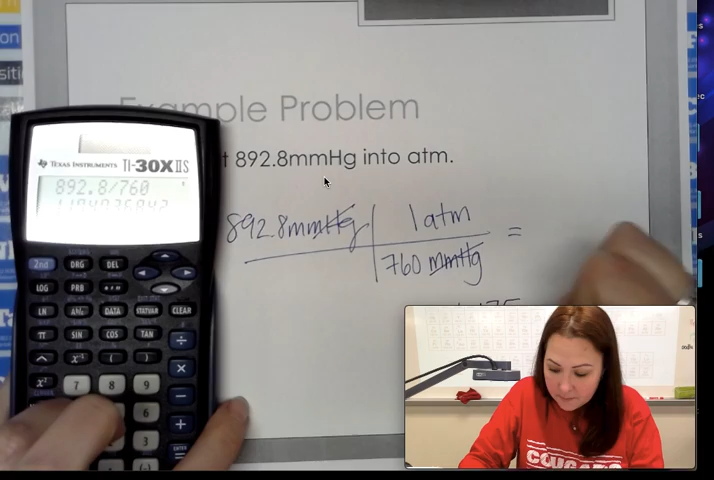 Example Problem
t 892.8mmHg into atm.
TEXAS INSTRUMENTS TI-30X IIS
892.8/760
892.8mmHg 1 atm =
760 mmHg
2nd DRG DEL
LOG PRB
LN DATA STATVAR CLEAR
π SIN COS TAN
^ x⁻¹ ( ) ÷
x² 7 8 9 ×
6 −
3 +
(-)
COUGARS